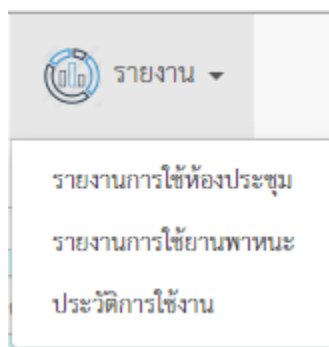 รายงาน
รายงานการใช้ห้องประชุม
รายงานการใช้ยานพาหนะ
ประวัติการใช้งาน